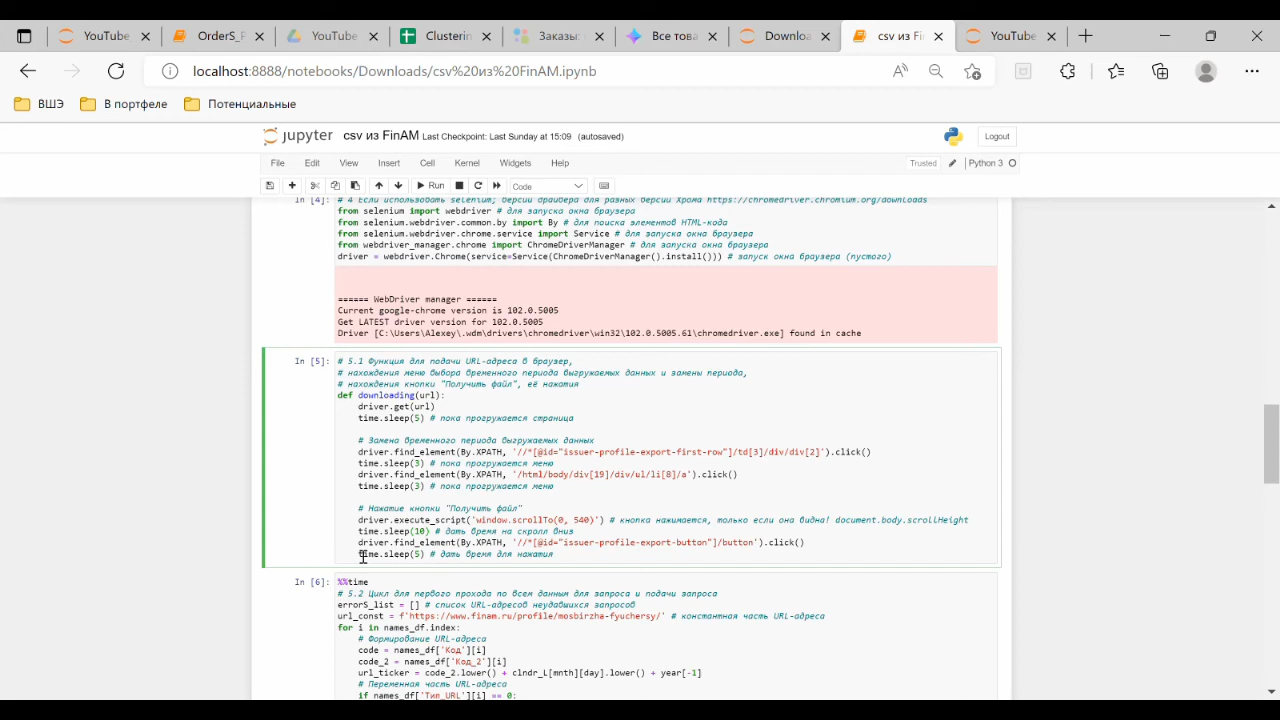 YouTube
OrderS_F
YouTube
Clusterin
Заказы:
Все това
Downloa
csv из Fi
YouTube
localhost:8888/notebooks/Downloads/csv%20из%20FinAM.ipynb
ВШЭ
В портфеле
Потенциальные
jupyter csv из FinAM Last Checkpoint: Last Sunday at 15:09 (autosaved)
Logout
File Edit View Insert Cell Kernel Widgets Help
Trusted
Python 3
Run
Code
In [4]: # 4 Если использовать selenium; версии драйвера для разных версий Хрома https://chromedriver.chromium.org/downloads
from selenium import webdriver # для запуска окна браузера
from selenium.webdriver.common.by import By # для поиска элементов HTML-кода
from selenium.webdriver.chrome.service import Service # для запуска окна браузера
from webdriver_manager.chrome import ChromeDriverManager # для запуска окна браузера
driver = webdriver.Chrome(service=Service(ChromeDriverManager().install())) # запуск окна браузера (пустого)
====== WebDriver manager ======
Current google-chrome version is 102.0.5005
Get LATEST driver version for 102.0.5005
Driver [C:\Users\Alexey\.wdm\drivers\chromedriver\win32\102.0.5005.61\chromedriver.exe] found in cache
In [5]: # 5.1 Функция для подачи URL-адреса в браузер,
# нахождения меню выбора временного периода выгружаемых данных и замены периода,
# нахождения кнопки "Получить файл", её нажатия
def downloading(url):
driver.get(url)
time.sleep(5) # пока прогружается страница
# Замена временного периода выгружаемых данных
driver.find_element(By.XPATH, '//*[@id="issuer-profile-export-first-row"]/td[3]/div/div[2]').click()
time.sleep(3) # пока прогружается меню
driver.find_element(By.XPATH, '/html/body/div[19]/div/ul/li[8]/a').click()
time.sleep(3) # пока прогружается меню
# Нажатие кнопки "Получить файл"
driver.execute_script('window.scrollTo(0, 540)') # кнопка нажимается, только если она видна! document.body.scrollHeight
time.sleep(10) # дать время на скролл вниз
driver.find_element(By.XPATH, '//*[@id="issuer-profile-export-button"]/button').click()
time.sleep(5) # дать время для нажатия
In [6]: %%time
# 5.2 Цикл для первого прохода по всем данным для запроса и подачи запроса
errorS_list = [] # список URL-адресов неудавшихся запросов
url_const = f'https://www.finam.ru/profile/mosbirzha-fyuchersy/' # константная часть URL-адреса
for i in names_df.index:
# Формирование URL-адреса
code = names_df['Код'][i]
code_2 = names_df['Код_2'][i]
url_ticker = code_2.lower() + clndr_L[mnth][day].lower() + year[-1]
# Переменная часть URL-адреса
if names_df['Тип_URL'][i] == 0: